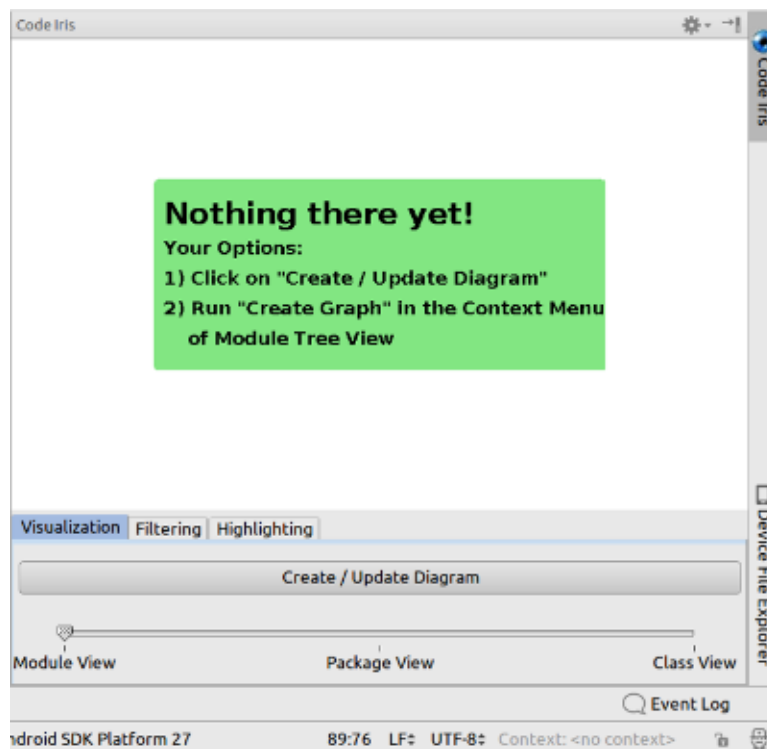 Code Iris
Code Iris
Nothing there yet!
Your Options:
1) Click on "Create / Update Diagram"
2) Run "Create Graph" in the Context Menu
of Module Tree View
Device File Explorer
Visualization Filtering Highlighting
Create / Update Diagram
Module View Package View Class View
Event Log
ndroid SDK Platform 27 89:76 LF UTF-8 Context: <no context>